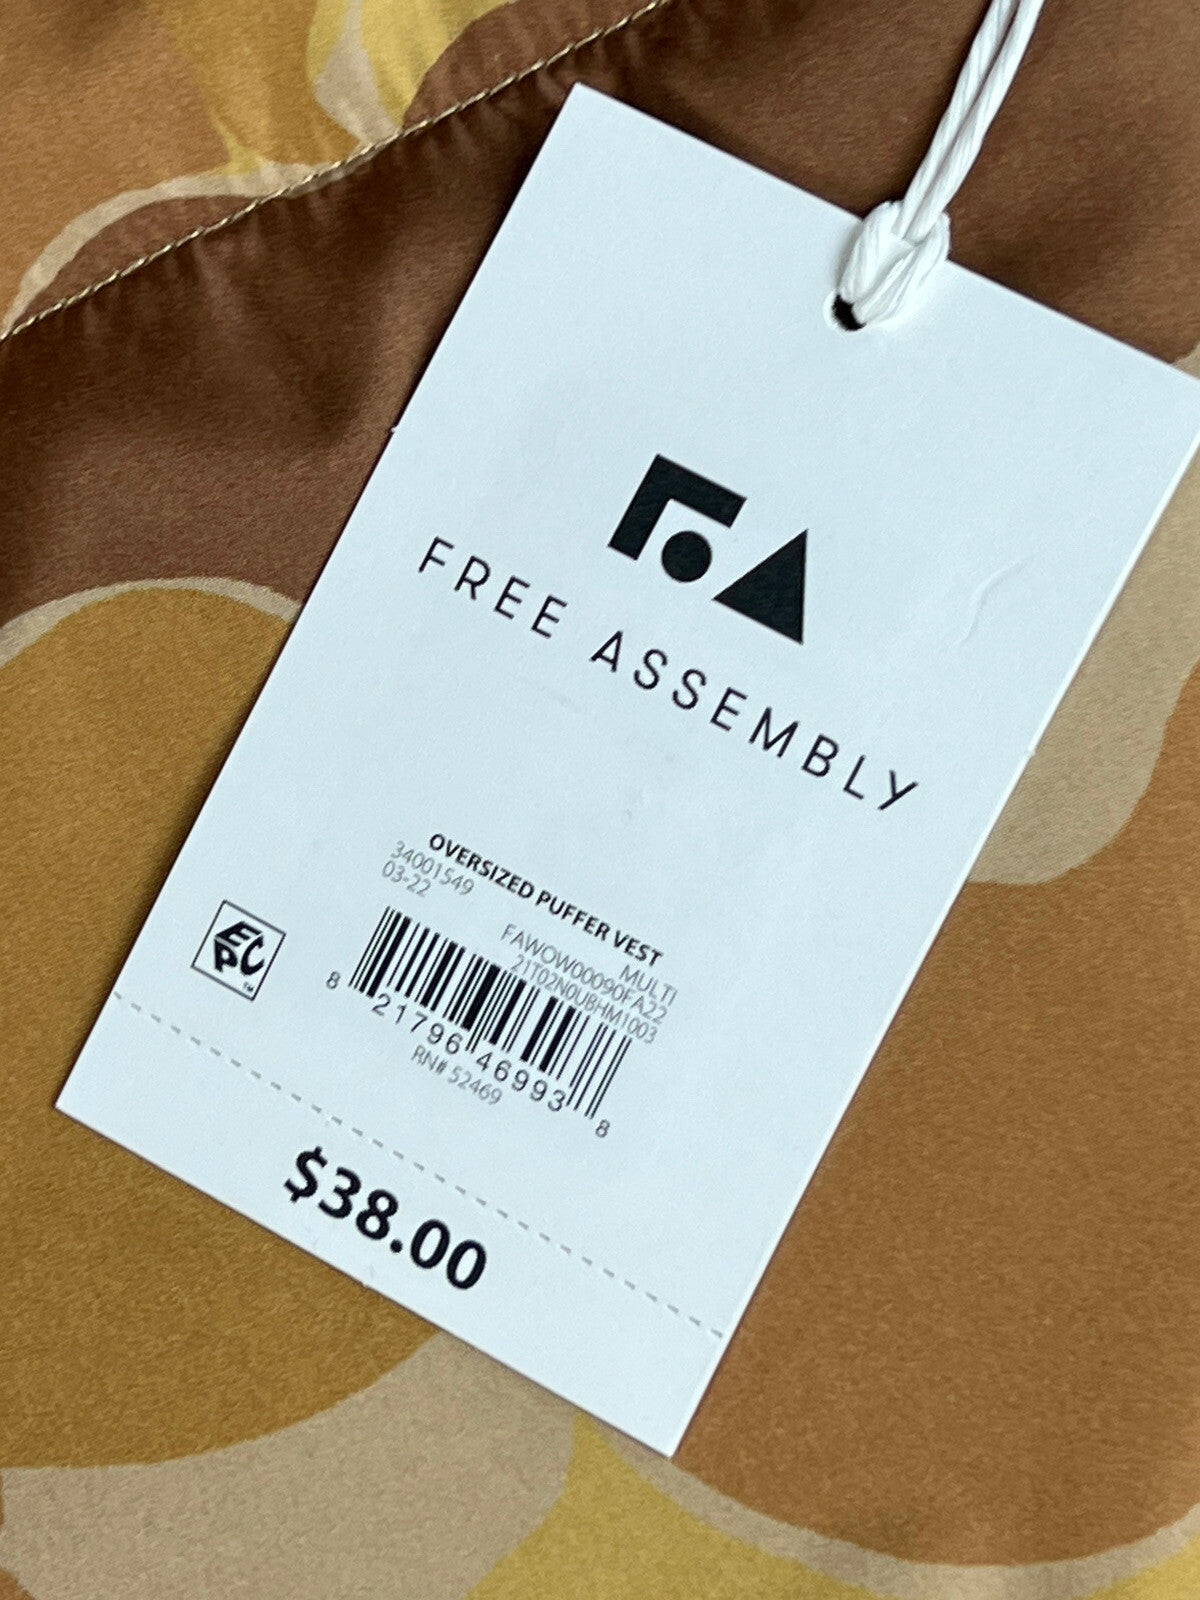 FREE ASSEMBLY
OVERSIZED PUFFER VEST
34001549 MULTI
03-22 FAWOW00090FA22
21T02N0UBHM1003
EPC
8 21796 46993 8
RN# 52469
$38.00